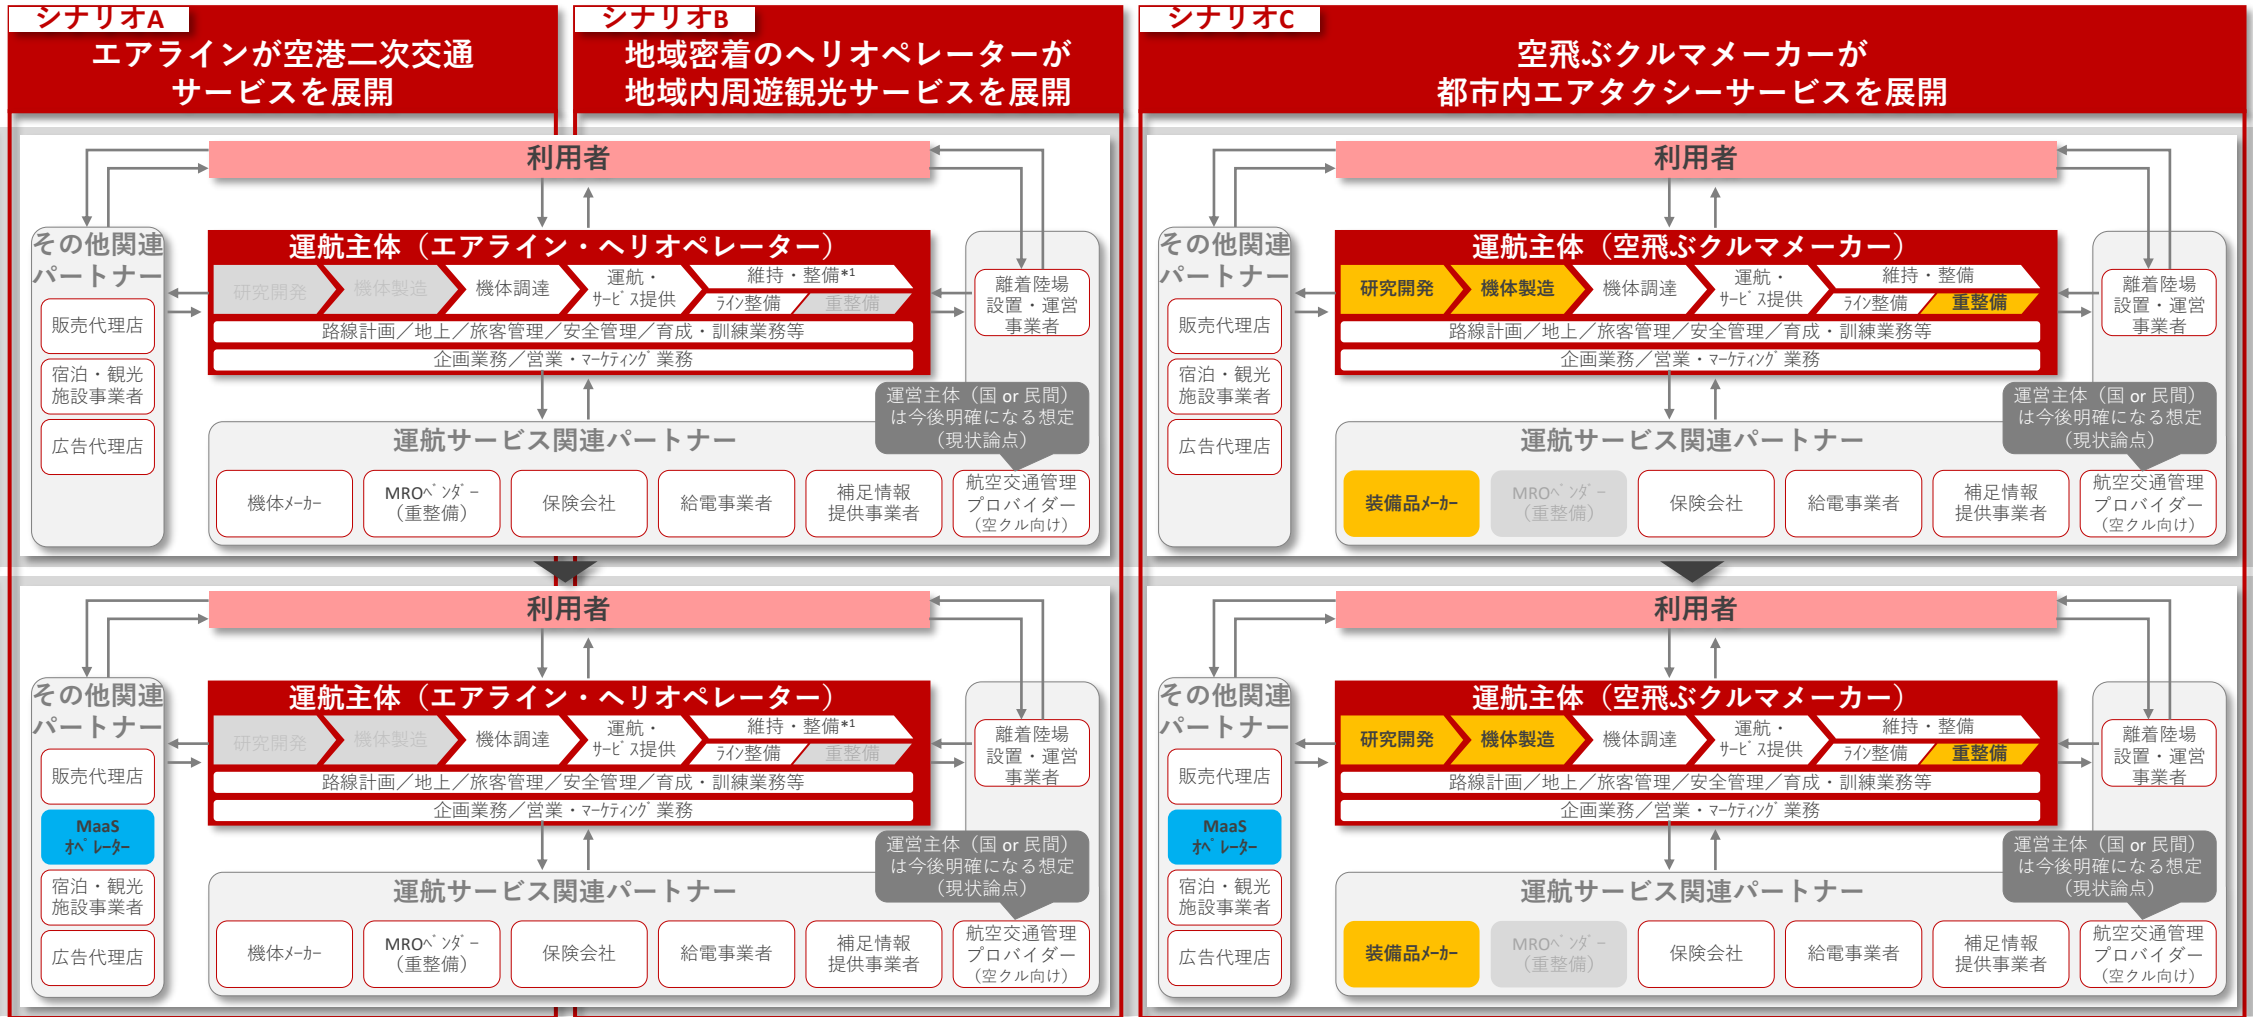 シナリオA
エアラインが空港二次交通
サービスを展開
シナリオB
地域密着のヘリオペレーターが
地域内周遊観光サービスを展開
シナリオC
空飛ぶクルマメーカーが
都市内エアタクシーサービスを展開
利用者
その他関連
パートナー
販売代理店
宿泊・観光
施設事業者
広告代理店
運航主体（エアライン・ヘリオペレーター）
研究開発
機体製造
機体調達
運航・
ｻｰﾋﾞｽ提供
維持・整備*1
ﾗｲﾝ整備
重整備
路線計画／地上／旅客管理／安全管理／育成・訓練業務等
企画業務／営業・ﾏｰｹﾃｨﾝｸﾞ業務
離着陸場
設置・運営
事業者
運営主体（国 or 民間）
は今後明確になる想定
（現状論点）
運航サービス関連パートナー
機体ﾒｰｶｰ
MROﾍﾞﾝﾀﾞｰ
（重整備）
保険会社
給電事業者
補足情報
提供事業者
航空交通管理
プロバイダー
（空クル向け）
利用者
その他関連
パートナー
販売代理店
宿泊・観光
施設事業者
広告代理店
運航主体（空飛ぶクルマメーカー）
研究開発
機体製造
機体調達
運航・
ｻｰﾋﾞｽ提供
維持・整備
ﾗｲﾝ整備
重整備
路線計画／地上／旅客管理／安全管理／育成・訓練業務等
企画業務／営業・ﾏｰｹﾃｨﾝｸﾞ業務
離着陸場
設置・運営
事業者
運営主体（国 or 民間）
は今後明確になる想定
（現状論点）
運航サービス関連パートナー
装備品ﾒｰｶｰ
MROﾍﾞﾝﾀﾞｰ
（重整備）
保険会社
給電事業者
補足情報
提供事業者
航空交通管理
プロバイダー
（空クル向け）
利用者
その他関連
パートナー
販売代理店
MaaS
ｵﾍﾟﾚｰﾀｰ
宿泊・観光
施設事業者
広告代理店
運航主体（エアライン・ヘリオペレーター）
研究開発
機体製造
機体調達
運航・
ｻｰﾋﾞｽ提供
維持・整備*1
ﾗｲﾝ整備
重整備
路線計画／地上／旅客管理／安全管理／育成・訓練業務等
企画業務／営業・ﾏｰｹﾃｨﾝｸﾞ業務
離着陸場
設置・運営
事業者
運営主体（国 or 民間）
は今後明確になる想定
（現状論点）
運航サービス関連パートナー
機体ﾒｰｶｰ
MROﾍﾞﾝﾀﾞｰ
（重整備）
保険会社
給電事業者
補足情報
提供事業者
航空交通管理
プロバイダー
（空クル向け）
利用者
その他関連
パートナー
販売代理店
MaaS
ｵﾍﾟﾚｰﾀｰ
宿泊・観光
施設事業者
広告代理店
運航主体（空飛ぶクルマメーカー）
研究開発
機体製造
機体調達
運航・
ｻｰﾋﾞｽ提供
維持・整備
ﾗｲﾝ整備
重整備
路線計画／地上／旅客管理／安全管理／育成・訓練業務等
企画業務／営業・ﾏｰｹﾃｨﾝｸﾞ業務
離着陸場
設置・運営
事業者
運営主体（国 or 民間）
は今後明確になる想定
（現状論点）
運航サービス関連パートナー
装備品ﾒｰｶｰ
MROﾍﾞﾝﾀﾞｰ
（重整備）
保険会社
給電事業者
補足情報
提供事業者
航空交通管理
プロバイダー
（空クル向け）